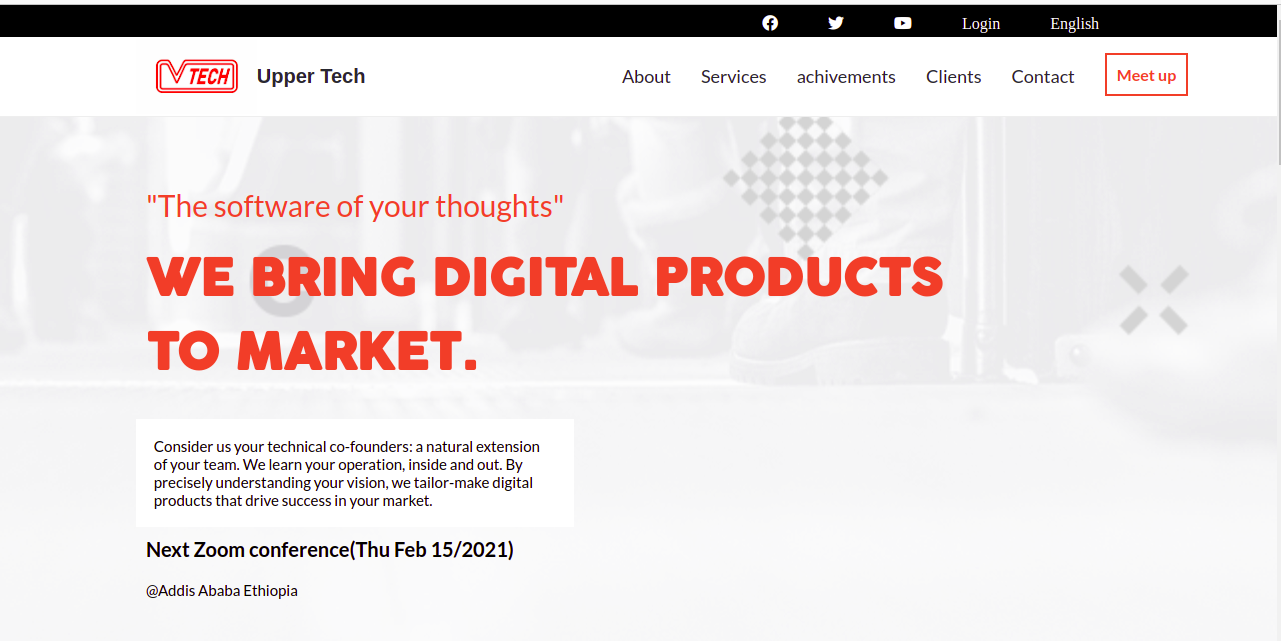 Login English
VTECH Upper Tech About Services achivements Clients Contact Meet up
"The software of your thoughts"
WE BRING DIGITAL PRODUCTS
TO MARKET.
Consider us your technical co-founders: a natural extension
of your team. We learn your operation, inside and out. By
precisely understanding your vision, we tailor-make digital
products that drive success in your market.
Next Zoom conference(Thu Feb 15/2021)
@Addis Ababa Ethiopia